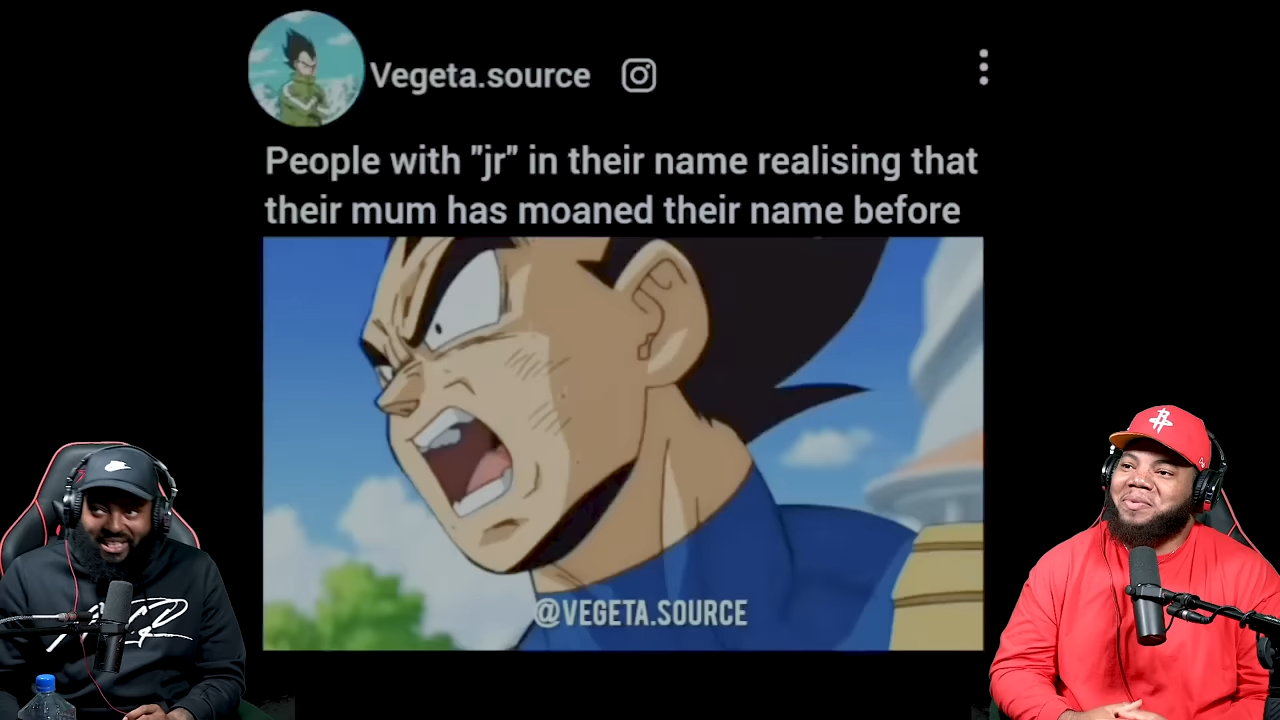 Vegeta.source
People with "jr" in their name realising that
their mum has moaned their name before
@VEGETA.SOURCE